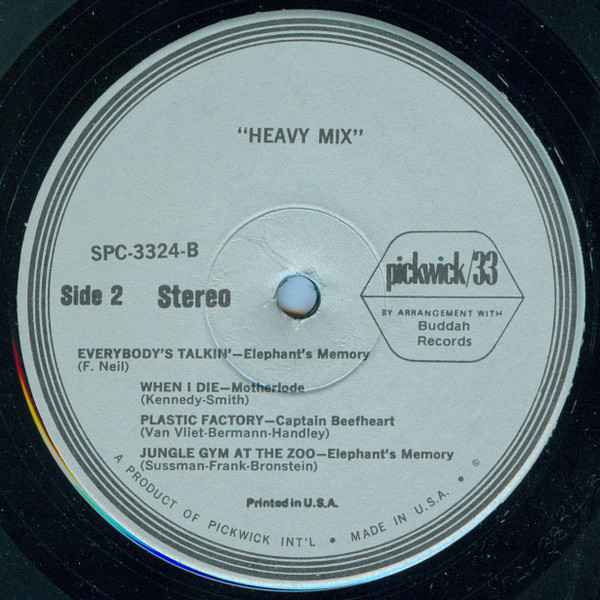 "HEAVY MIX"
SPC-3324-B
Side 2 Stereo
pickwick/33
BY ARRANGEMENT WITH
Buddah
Records
EVERYBODY'S TALKIN'—Elephant's Memory
(F. Neil)
WHEN I DIE—Motherlode
(Kennedy-Smith)
PLASTIC FACTORY—Captain Beefheart
(Van Vliet-Bermann-Handley)
JUNGLE GYM AT THE ZOO—Elephant's Memory
(Sussman-Frank-Bronstein)
Printed in U.S.A.
A PRODUCT OF PICKWICK INT'L • MADE IN U.S.A. • ©